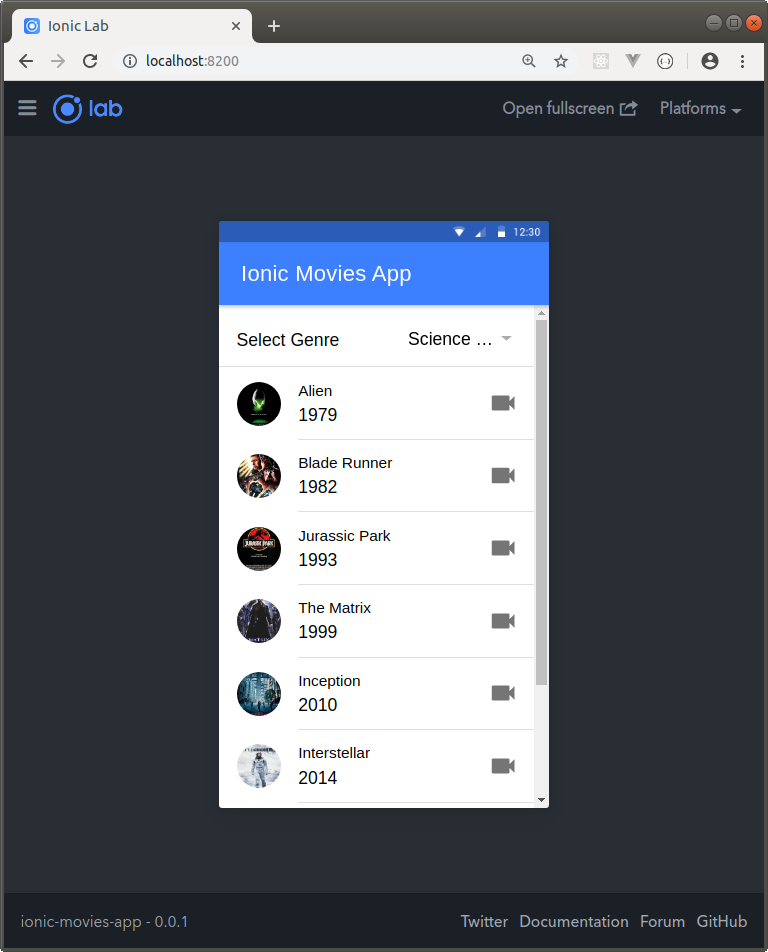 Ionic Lab
localhost:8200
lab
Open fullscreen
Platforms
12:30
Ionic Movies App
Select Genre
Science ...
Alien
1979
Blade Runner
1982
JURASSIC PARK
Jurassic Park
1993
The Matrix
1999
Inception
2010
Interstellar
2014
ionic-movies-app - 0.0.1
Twitter Documentation Forum GitHub